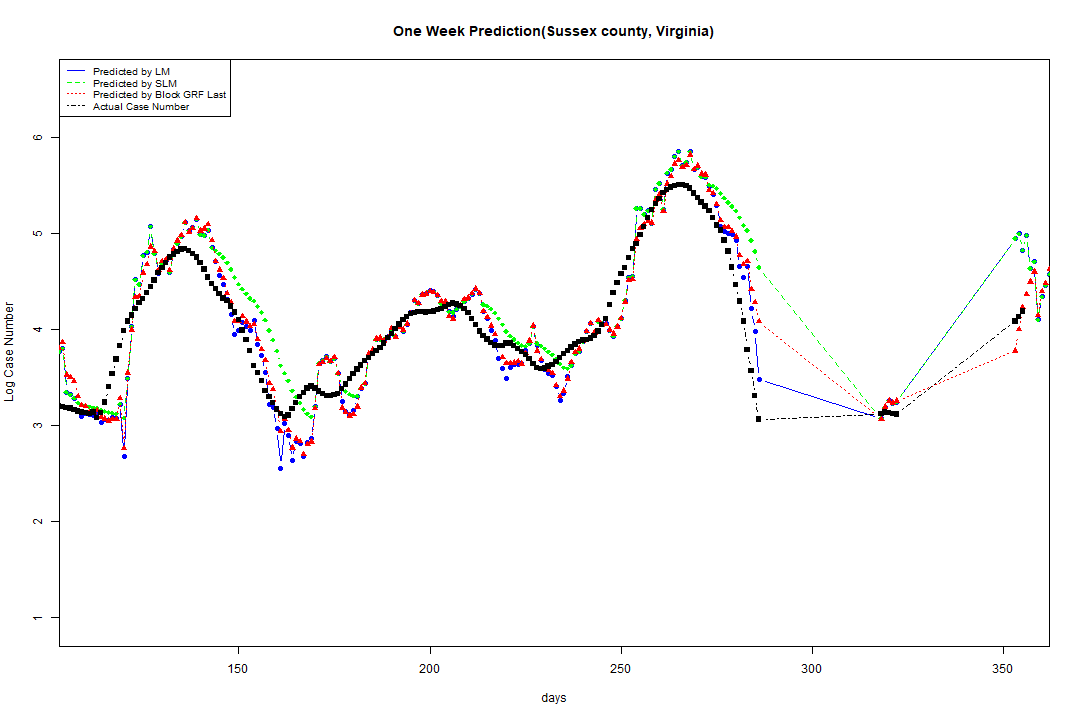 One Week Prediction(Sussex county, Virginia)
Predicted by LM
Predicted by SLM
Predicted by Block GRF Last
Actual Case Number
6
5
4
3
2
1
Log Case Number
150 200 250 300 350
days